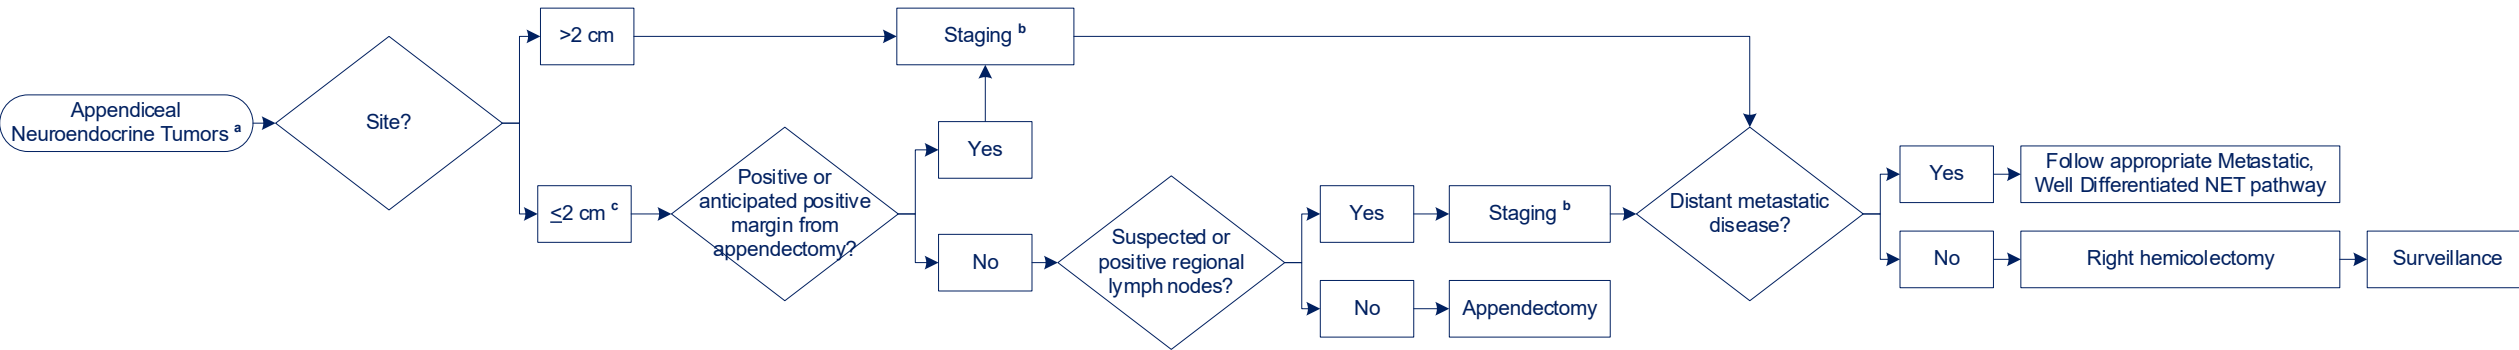 Appendiceal
Neuroendocrine Tumors a
Site?
>2 cm
Staging b
≤2 cm c
Positive or
anticipated positive
margin from
appendectomy?
Yes
No
Suspected or
positive regional
lymph nodes?
Yes
Staging b
No
Appendectomy
Distant metastatic
disease?
Yes
Follow appropriate Metastatic,
Well Differentiated NET pathway
No
Right hemicolectomy
Surveillance